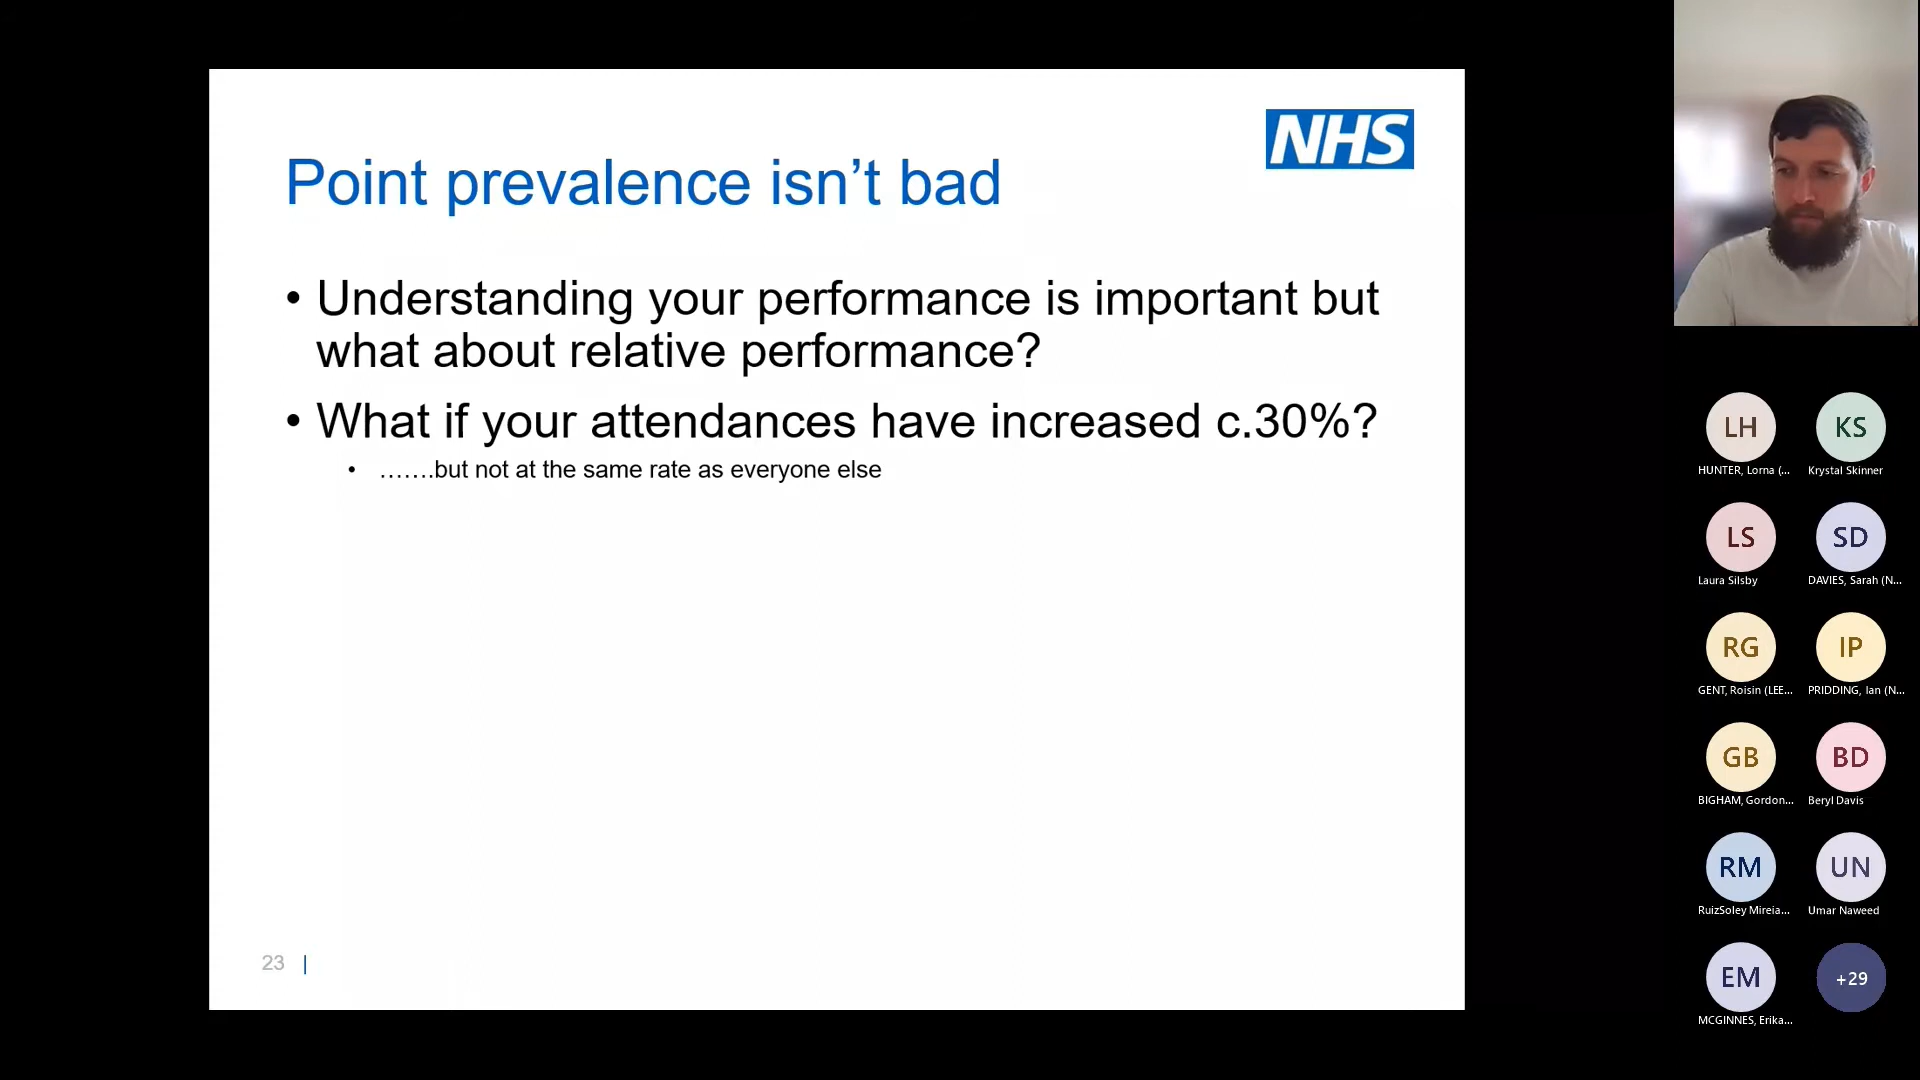 NHS
Point prevalence isn’t bad
• Understanding your performance is important but
what about relative performance?
• What if your attendances have increased c.30%?
• …….but not at the same rate as everyone else
23 |
LH
KS
HUNTER, Lorna (...
Krystal Skinner
LS
SD
Laura Silsby
DAVIES, Sarah (N...
RG
IP
GENT, Roisin (LEE...
PRIDDING, Ian (N...
GB
BD
BIGHAM, Gordon...
Beryl Davis
RM
UN
RuizSoley Mireia...
Umar Naweed
EM
+29
MCGINNES, Erika...